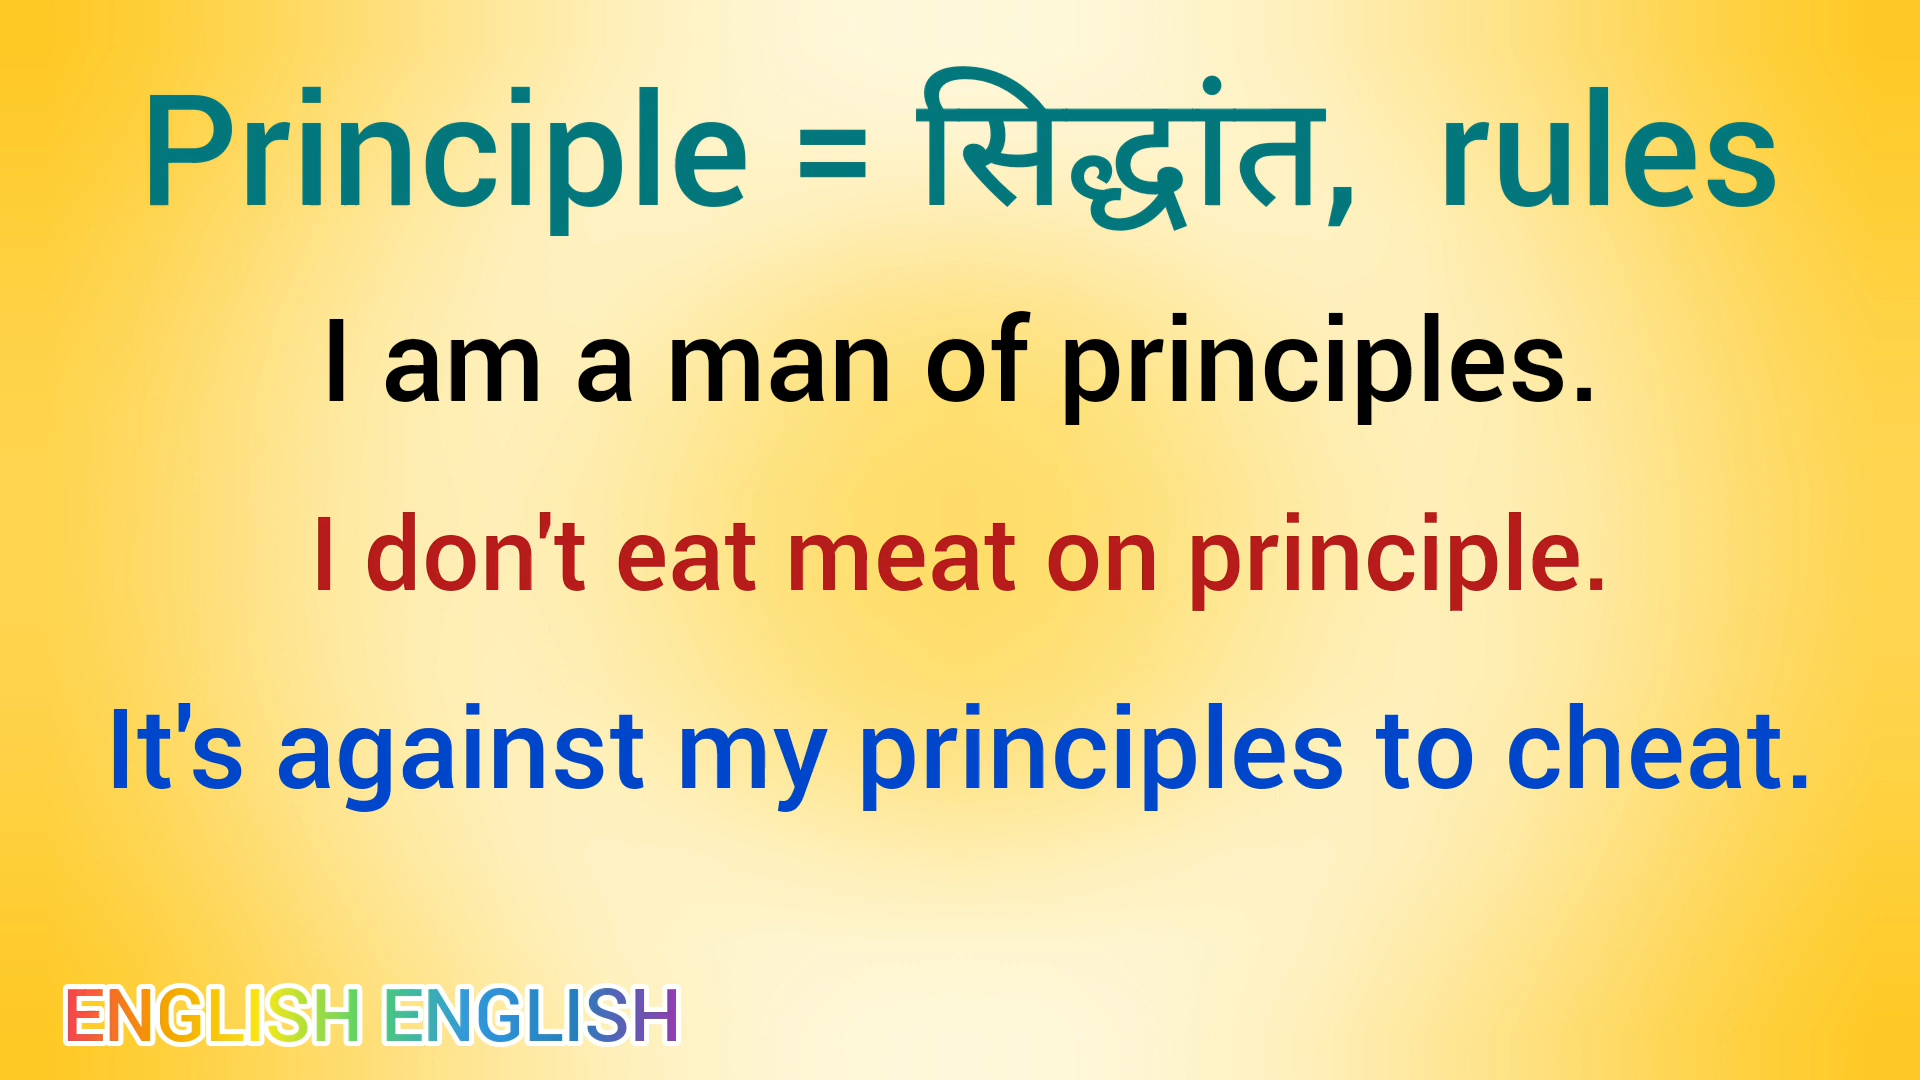 Principle = सिद्धांत, rules
I am a man of principles.
I don't eat meat on principle.
It's against my principles to cheat.
ENGLISH ENGLISH